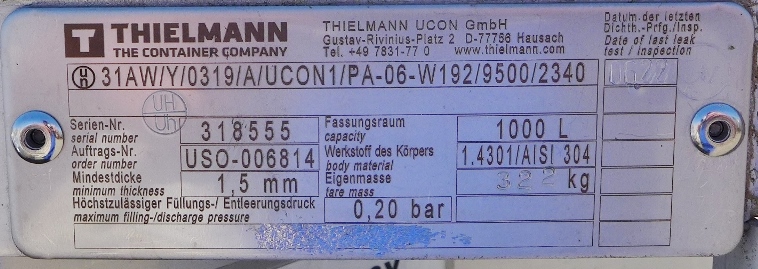 THIELMANN
THE CONTAINER COMPANY
THIELMANN UCON GmbH
Gustav-Rivinius-Platz 2 D-77756 Hausach
Tel. +49 7831-77 0 www.thielmann.com
Datum der letzten
Dichth.-Prfg./Insp.
Date of last leak
test / inspection
UN 31AW/Y/0319/A/UCON1/PA-06-W192/9500/2340
UH
Uh
Serien-Nr.
serial number
318555
Fassungsraum
capacity
1000 L
Auftrags-Nr.
order number
USO-006814
Werkstoff des Körpers
body material
1.4301/AISI 304
Mindestdicke
minimum thickness
1,5 mm
Eigenmasse
tare mass
322 kg
Höchstzulässiger Füllungs-/ Entleerungsdruck
maximum filling-/discharge pressure
0,20 bar